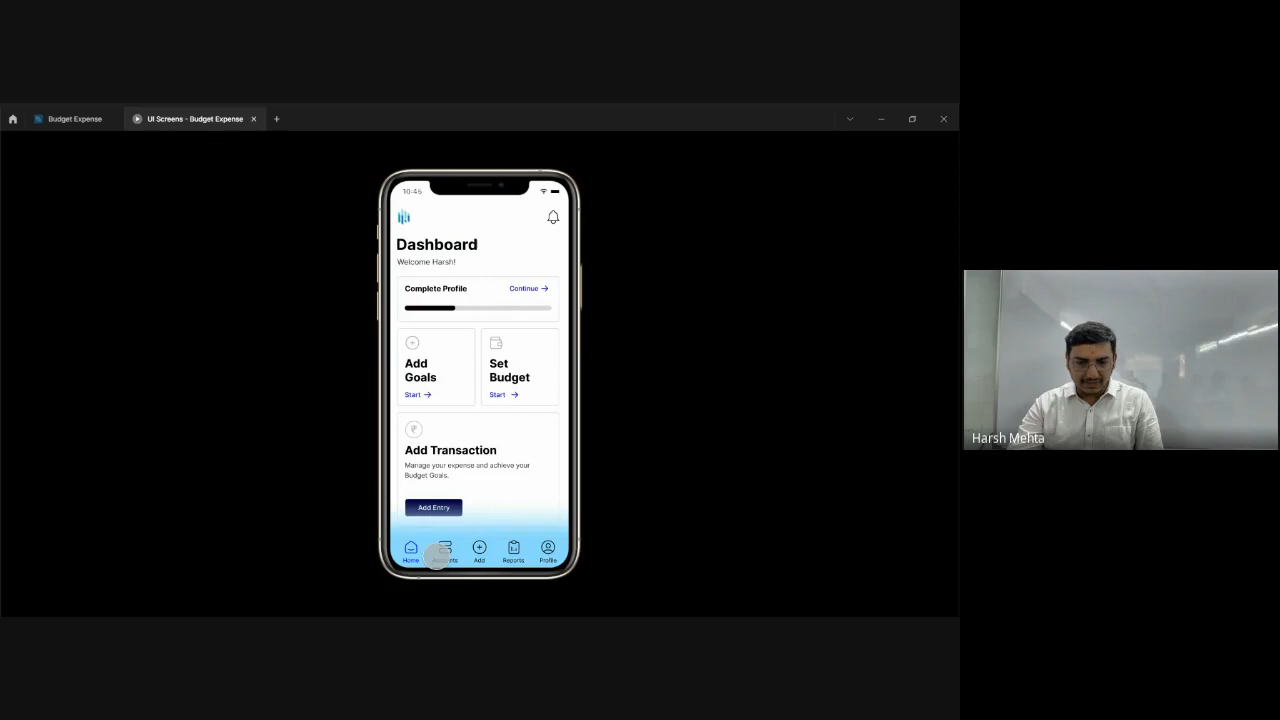 Budget Expense
UI Screens - Budget Expense
10:45
Dashboard
Welcome Harsh!
Complete Profile
Continue
Add
Goals
Start
Set
Budget
Start
Add Transaction
Manage your expense and achieve your
Budget Goals.
Add Entry
Home
Add
Reports
Profile
Harsh Mehta